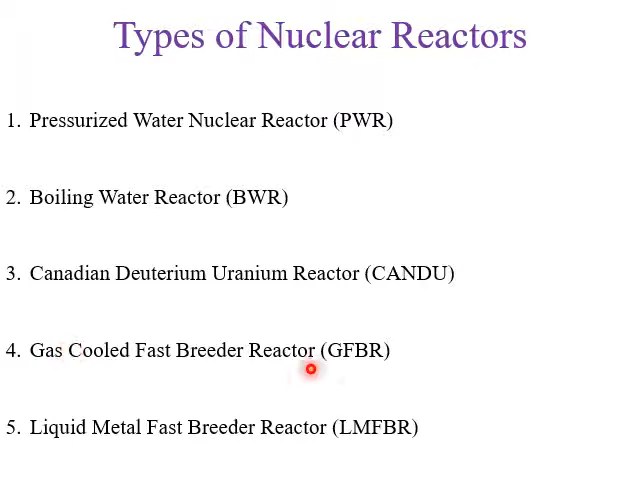 Types of Nuclear Reactors
1. Pressurized Water Nuclear Reactor (PWR)
2. Boiling Water Reactor (BWR)
3. Canadian Deuterium Uranium Reactor (CANDU)
4. Gas Cooled Fast Breeder Reactor (GFBR)
5. Liquid Metal Fast Breeder Reactor (LMFBR)